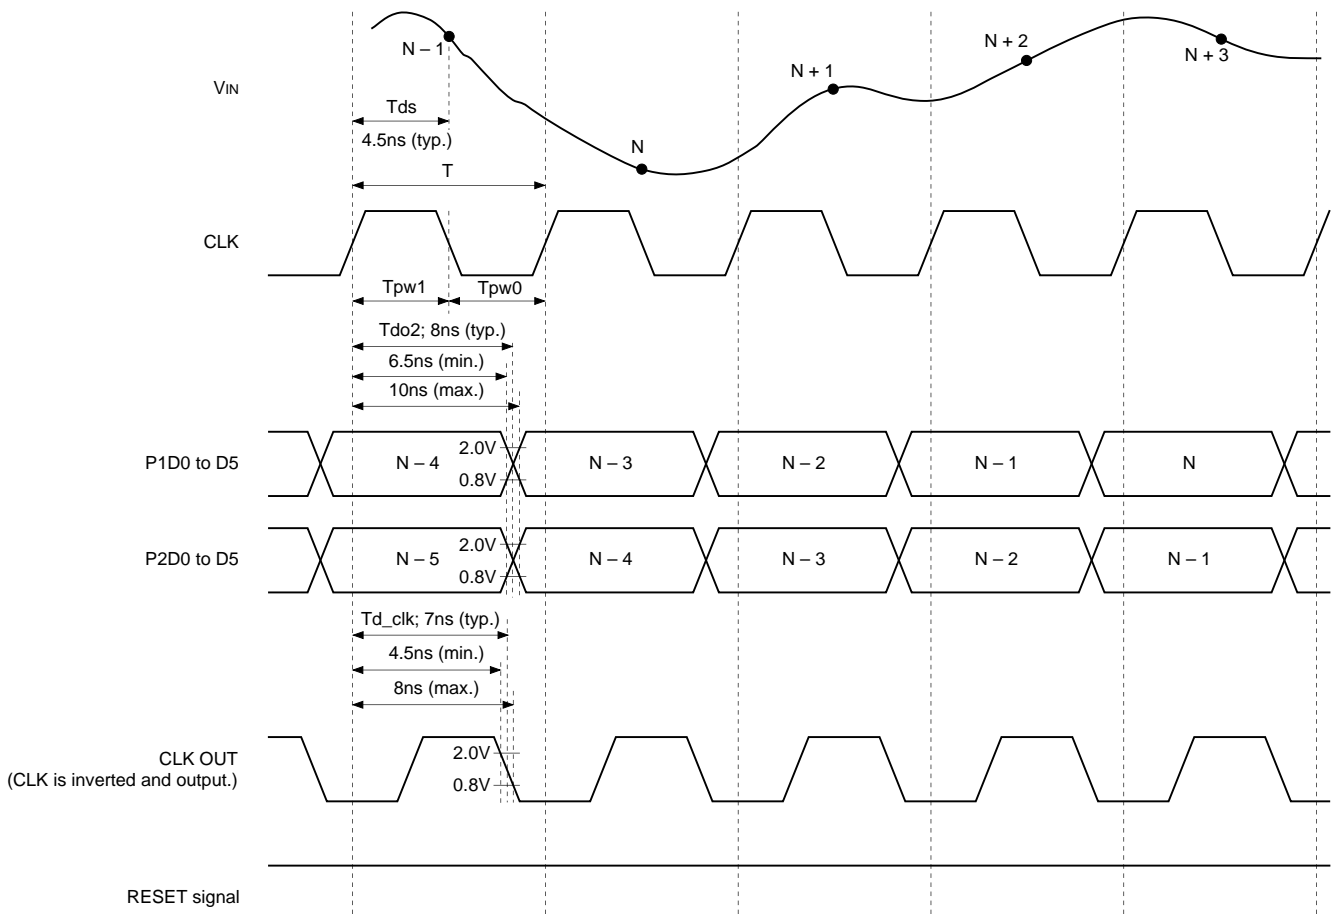 N – 1
N + 2
N + 3
N + 1
VIN
Tds
4.5ns (typ.)
N
T
CLK
Tpw1
Tpw0
Tdo2; 8ns (typ.)
6.5ns (min.)
10ns (max.)
P1D0 to D5
N – 4
2.0V
0.8V
N – 3
N – 2
N – 1
N
P2D0 to D5
N – 5
2.0V
0.8V
N – 4
N – 3
N – 2
N – 1
Td_clk; 7ns (typ.)
4.5ns (min.)
8ns (max.)
CLK OUT
(CLK is inverted and output.)
2.0V
0.8V
RESET signal